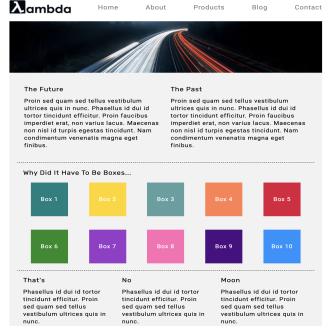 Lambda Home About Products Blog Contact
The Future The Past
Proin sed quam sed tellus vestibulum
ultrices quis in nunc. Phasellus id dui id
tortor tincidunt efficitur. Proin faucibus
imperdiet erat, non varius lacus. Maecenas
non nisl id turpis egestas tincidunt. Nam
condimentum venenatis magna eget
finibus.
Proin sed quam sed tellus vestibulum
ultrices quis in nunc. Phasellus id dui id
tortor tincidunt efficitur. Proin faucibus
imperdiet erat, non varius lacus. Maecenas
non nisl id turpis egestas tincidunt. Nam
condimentum venenatis magna eget
finibus.
Why Did It Have To Be Boxes...
Box 1 Box 2 Box 3 Box 4 Box 5
Box 6 Box 7 Box 8 Box 9 Box 10
That's No Moon
Phasellus id dui id tortor
tincidunt efficitur. Proin
sed quam sed tellus
vestibulum ultrices quis in
nunc.
Phasellus id dui id tortor
tincidunt efficitur. Proin
sed quam sed tellus
vestibulum ultrices quis in
nunc.
Phasellus id dui id tortor
tincidunt efficitur. Proin
sed quam sed tellus
vestibulum ultrices quis in
nunc.